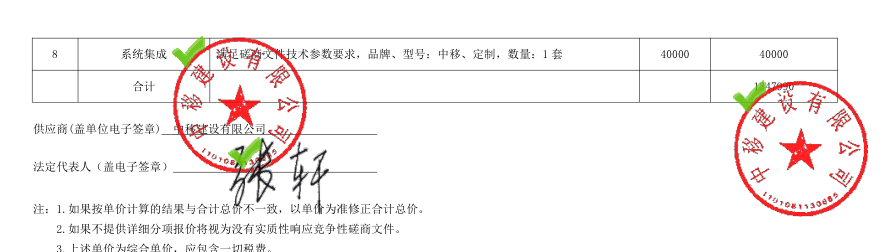 8 系统集成 满足磋商文件技术参数要求，品牌、型号：中移、定制，数量：1 套 40000 40000
合计
供应商(盖单位电子签章) 中移建设有限公司
法定代表人（盖电子签章）
张轩
中移建设有限公司
中移建设有限公司
注：1.如果按单价计算的结果与合计总价不一致，以单价为准修正合计总价。
2.如果不提供详细分项报价将视为没有实质性响应竞争性磋商文件。
3.上述单价为综合单价，应包含一切税费。